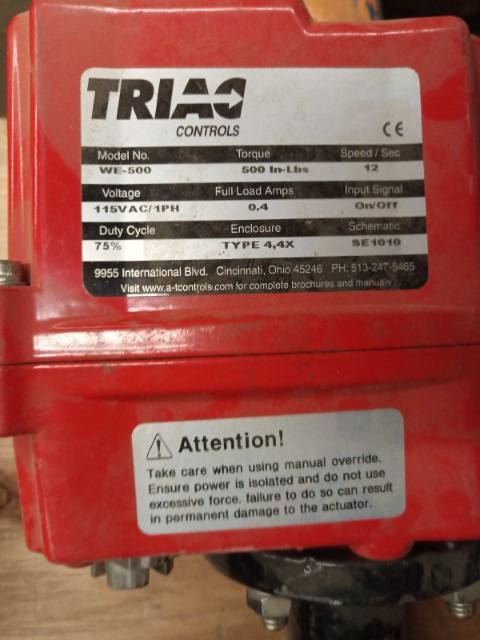 TRIAC
CONTROLS
CE
Model No. Torque Speed / Sec
WE-500 500 In-Lbs 12
Voltage Full Load Amps Input Signal
115VAC/1PH 0.4 On/Off
Duty Cycle Enclosure Schematic
75% TYPE 4,4X SE1010
9955 International Blvd. Cincinnati, Ohio 45246 PH: 513-247-5465
Visit www.a-tcontrols.com for complete brochures and manuals
Attention!
Take care when using manual override.
Ensure power is isolated and do not use
excessive force. failure to do so can result
in permanent damage to the actuator.